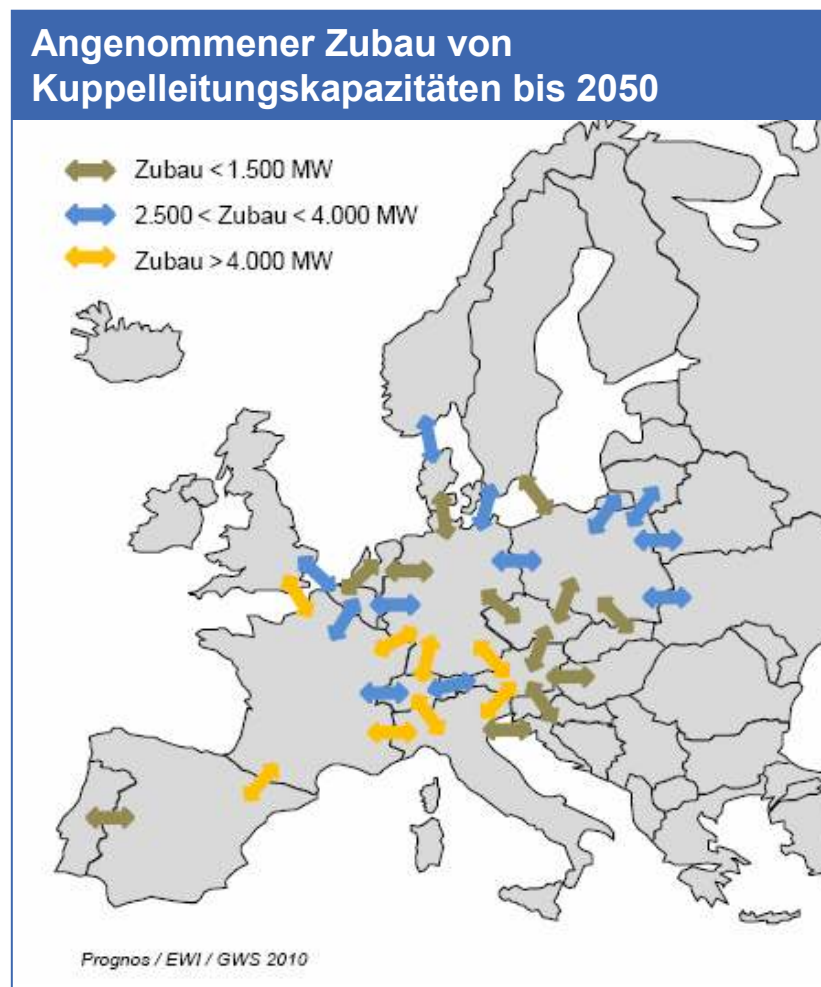 Angenommener Zubau von
Kuppelleitungskapazitäten bis 2050
Zubau < 1.500 MW
2.500 < Zubau < 4.000 MW
Zubau > 4.000 MW
Prognos / EWI / GWS 2010